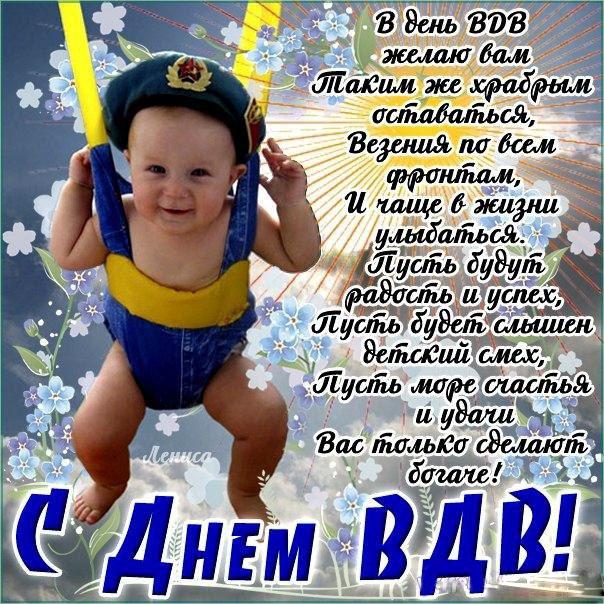 В день ВДВ
желаю вам
Таким же храбрым
оставаться,
Везения по всем
фронтам,
И чаще в жизни
улыбаться.
Пусть будут
радость и успех,
Пусть будет слышен
детский смех,
Пусть море счастья
и удачи
Вас только сделают
богаче!
Лениса
С Днем ВДВ!